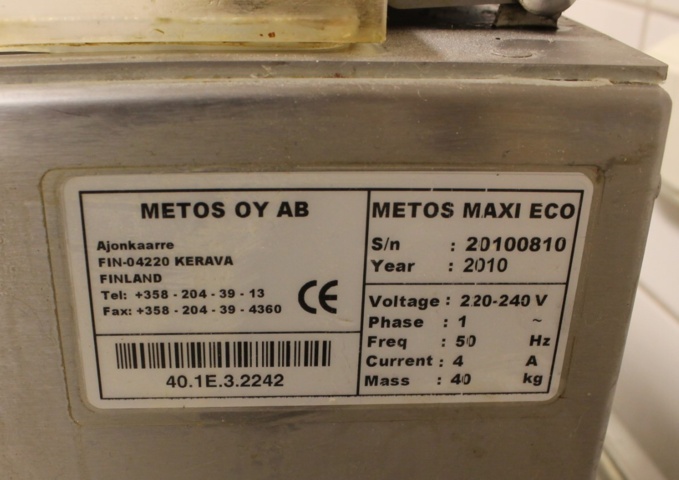 METOS OY AB
Ajonkaarre
FIN-04220 KERAVA
FINLAND
Tel: +358 - 204 - 39 - 13
Fax: +358 - 204 - 39 - 4360
CE
40.1E.3.2242
METOS MAXI ECO
S/n : 20100810
Year : 2010
Voltage : 220-240 V
Phase : 1 ~
Freq : 50 Hz
Current : 4 A
Mass : 40 kg